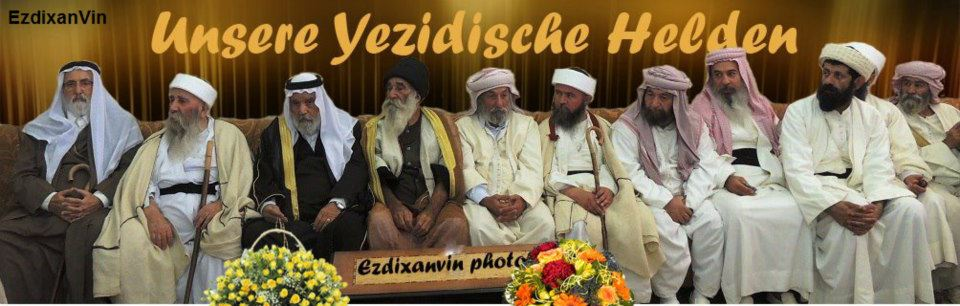 EzdixanVin
Unsere Yezidische Helden
Ezdixanvin photo